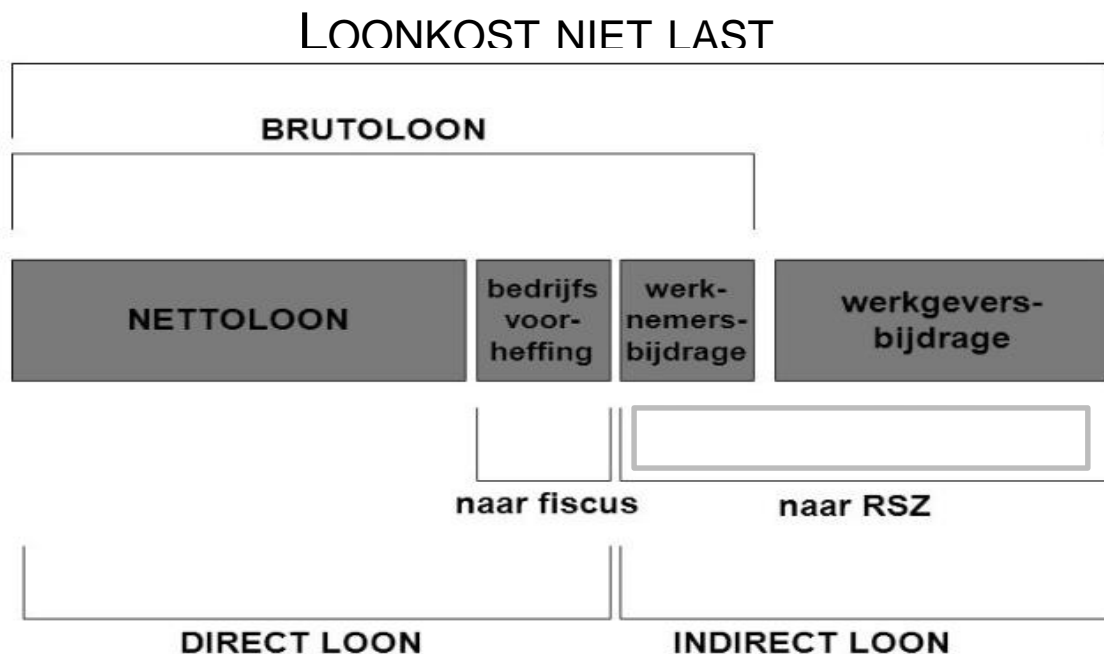 LOONKOST NIET LAST
BRUTOLOON
NETTOLOON
bedrijfs
voor-
heffing
werk-
nemers-
bijdrage
werkgevers-
bijdrage
naar fiscus
naar RSZ
DIRECT LOON
INDIRECT LOON